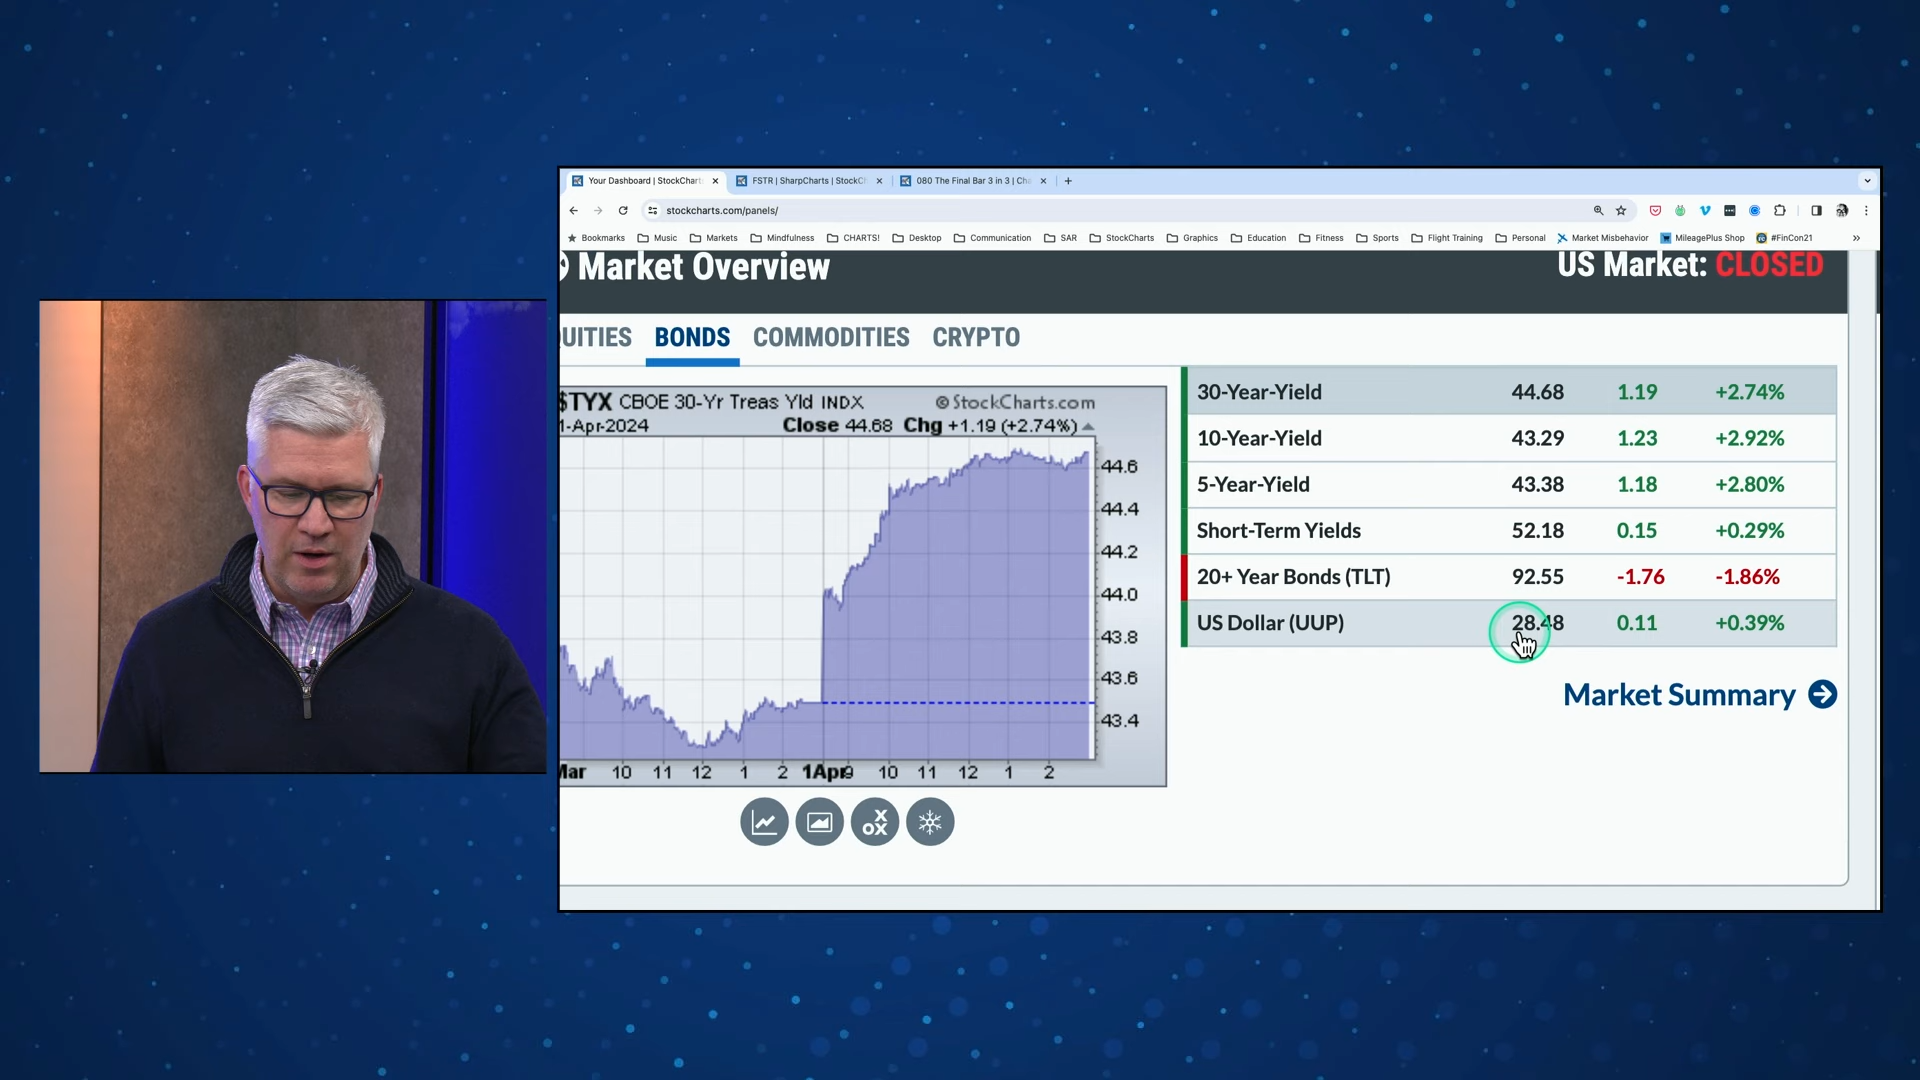 Your Dashboard | StockChart
FSTR | SharpCharts | StockCh
080 The Final Bar 3 in 3 | Cha
stockcharts.com/panels/
Bookmarks Music Markets Mindfulness CHARTS! Desktop Communication SAR StockCharts Graphics Education Fitness Sports Flight Training Personal Market Misbehavior MileagePlus Shop #FinCon21
Market Overview
US Market: CLOSED
UITIES BONDS COMMODITIES CRYPTO
$TYX CBOE 30-Yr Treas Yld INDX © StockCharts.com
1-Apr-2024 Close 44.68 Chg +1.19 (+2.74%)
44.6
44.4
44.2
44.0
43.8
43.6
43.4
Mar 10 11 12 1 2 1Apr9 10 11 12 1 2
30-Year-Yield 44.68 1.19 +2.74%
10-Year-Yield 43.29 1.23 +2.92%
5-Year-Yield 43.38 1.18 +2.80%
Short-Term Yields 52.18 0.15 +0.29%
20+ Year Bonds (TLT) 92.55 -1.76 -1.86%
US Dollar (UUP) 28.48 0.11 +0.39%
Market Summary